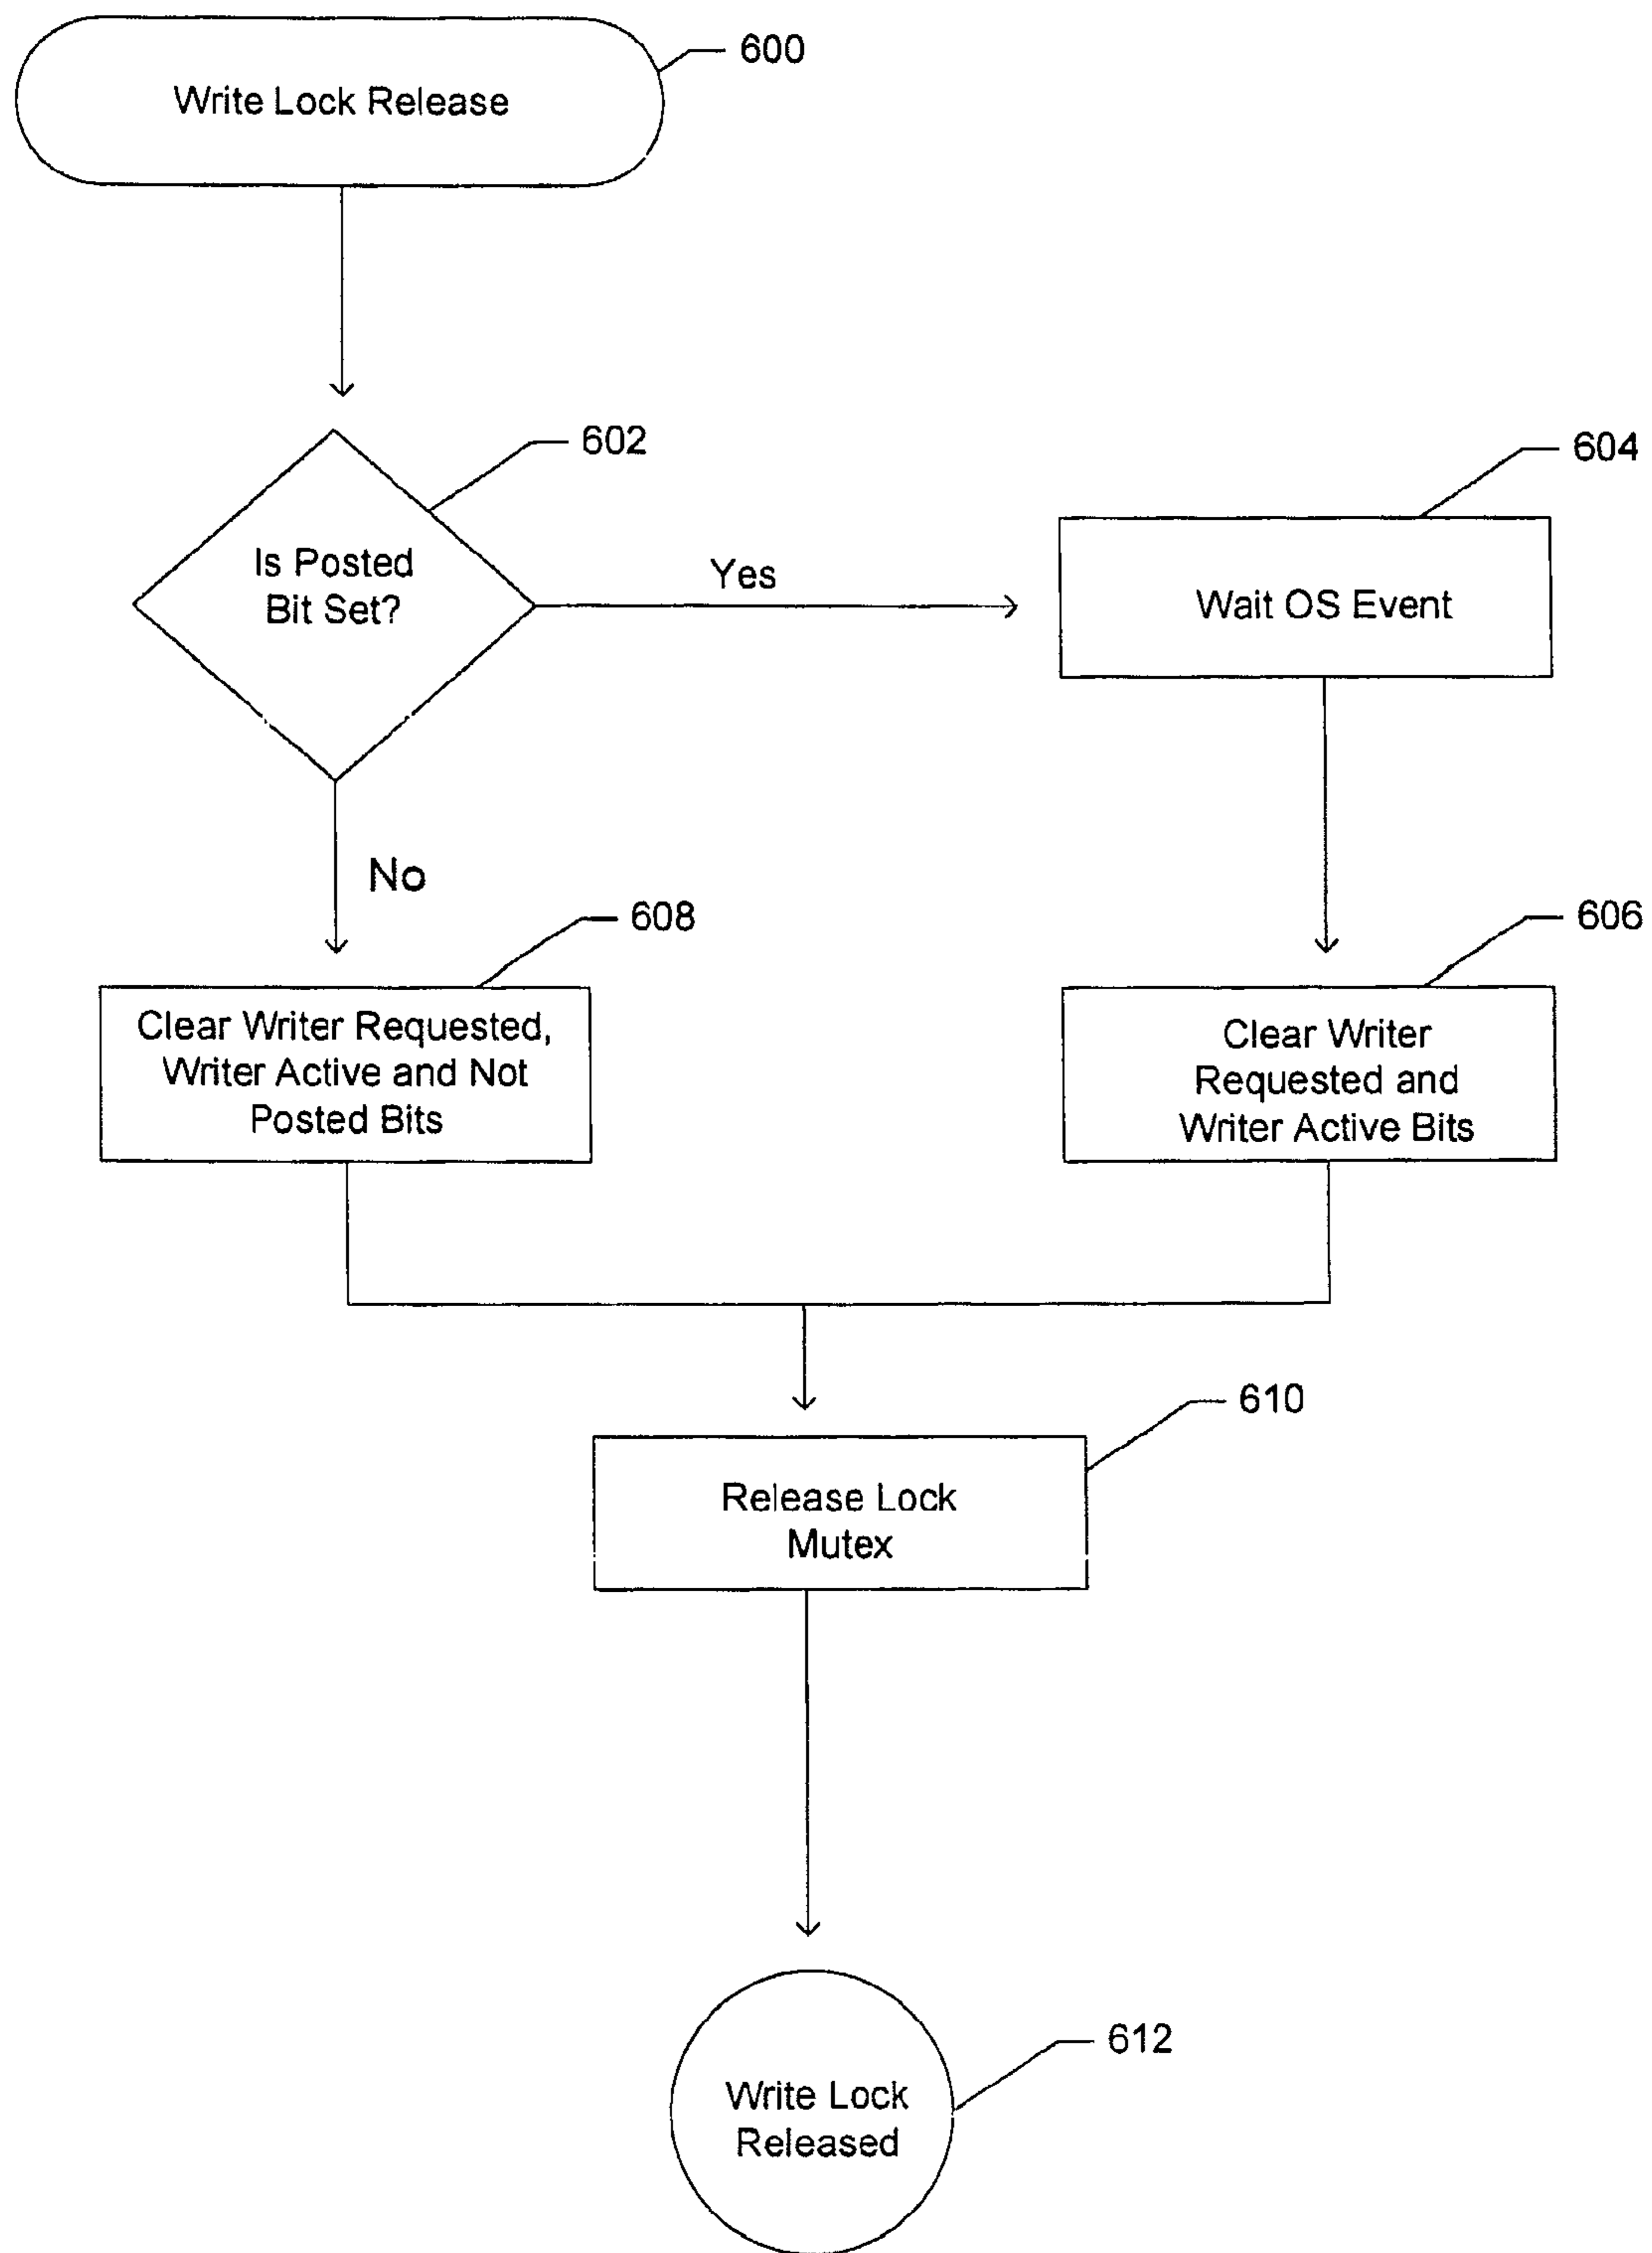 600
Write Lock Release
602
604
Is Posted
Bit Set?
Yes
Wait OS Event
No
608
606
Clear Writer Requested,
Writer Active and Not
Posted Bits
Clear Writer
Requested and
Writer Active Bits
610
Release Lock
Mutex
612
Write Lock
Released